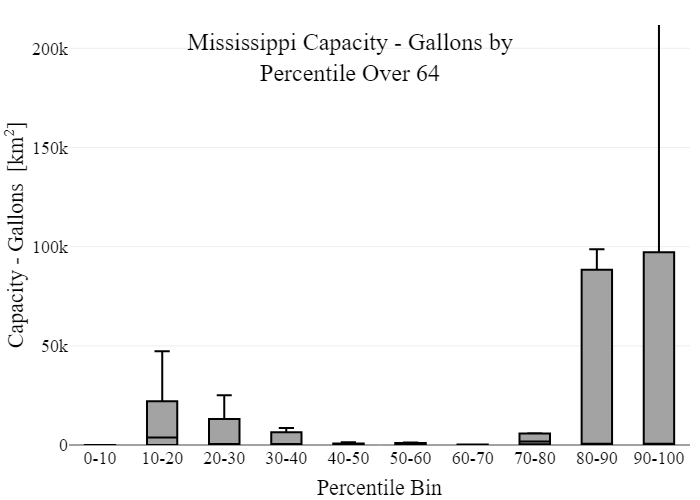 Mississippi Capacity - Gallons by
Percentile Over 64
Capacity - Gallons [km²]
200k
150k
100k
50k
0
0-10 10-20 20-30 30-40 40-50 50-60 60-70 70-80 80-90 90-100
Percentile Bin